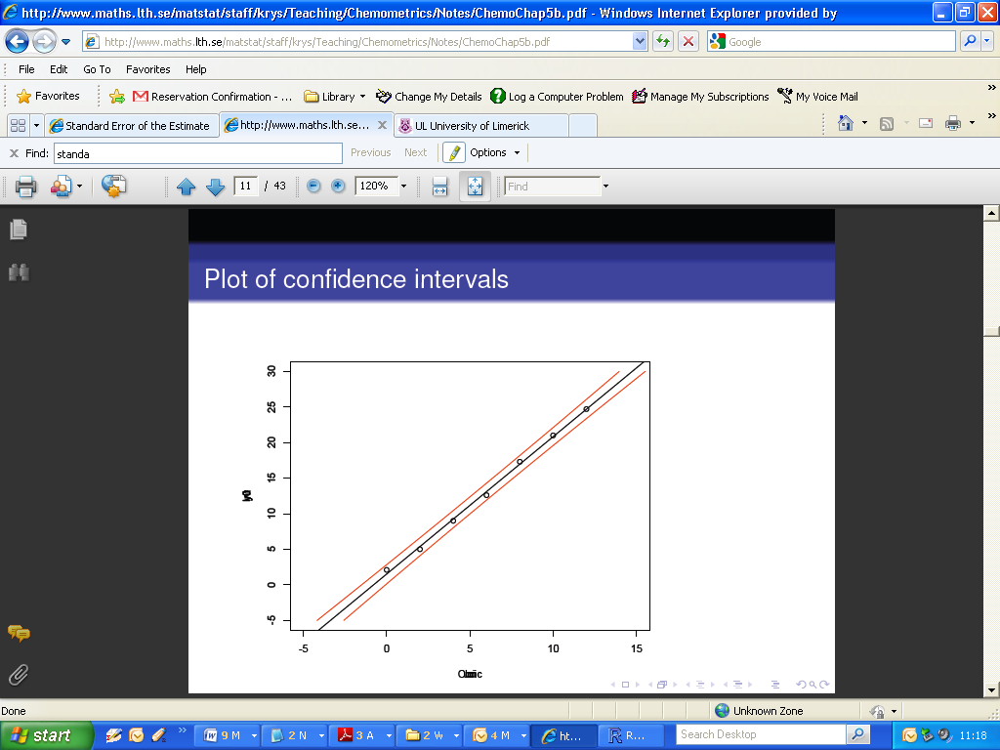 http://www.maths.lth.se/matstat/staff/krys/Teaching/Chemometrics/Notes/ChemoChap5b.pdf - Windows Internet Explorer provided by
http://www.maths.lth.se/matstat/staff/krys/Teaching/Chemometrics/Notes/ChemoChap5b.pdf Google
File Edit Go To Favorites Help
Favorites Reservation Confirmation - ... Library Change My Details Log a Computer Problem Manage My Subscriptions My Voice Mail
Standard Error of the Estimate http://www.maths.lth.se... UL University of Limerick
Find: standa Previous Next Options
11 / 43 120% Find
Plot of confidence intervals
30
25
20
15
10
5
0
-5
-5 0 5 10 15
Done Unknown Zone
start 9 M 2 N 3 A 2 W 4 M ht... R... Search Desktop 11:18